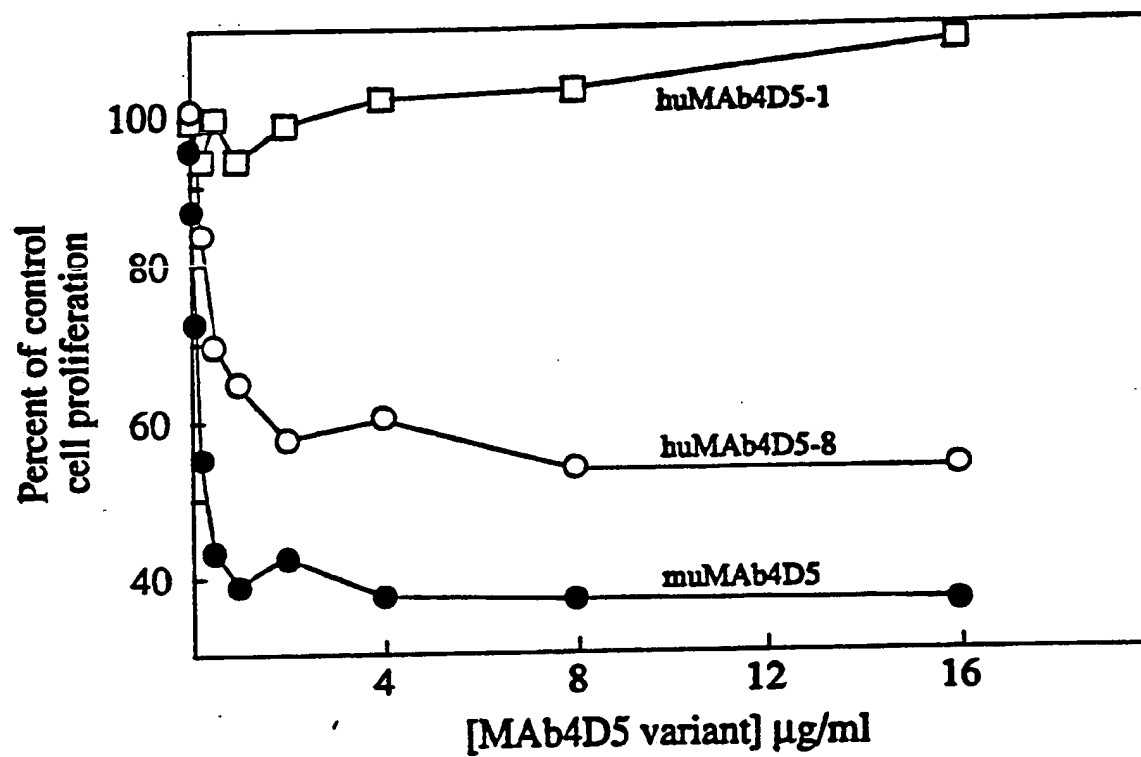 huMAb4D5-1
100
80
60
40
Percent of control
cell proliferation
huMAb4D5-8
muMAb4D5
4 8 12 16
[MAb4D5 variant] µg/ml